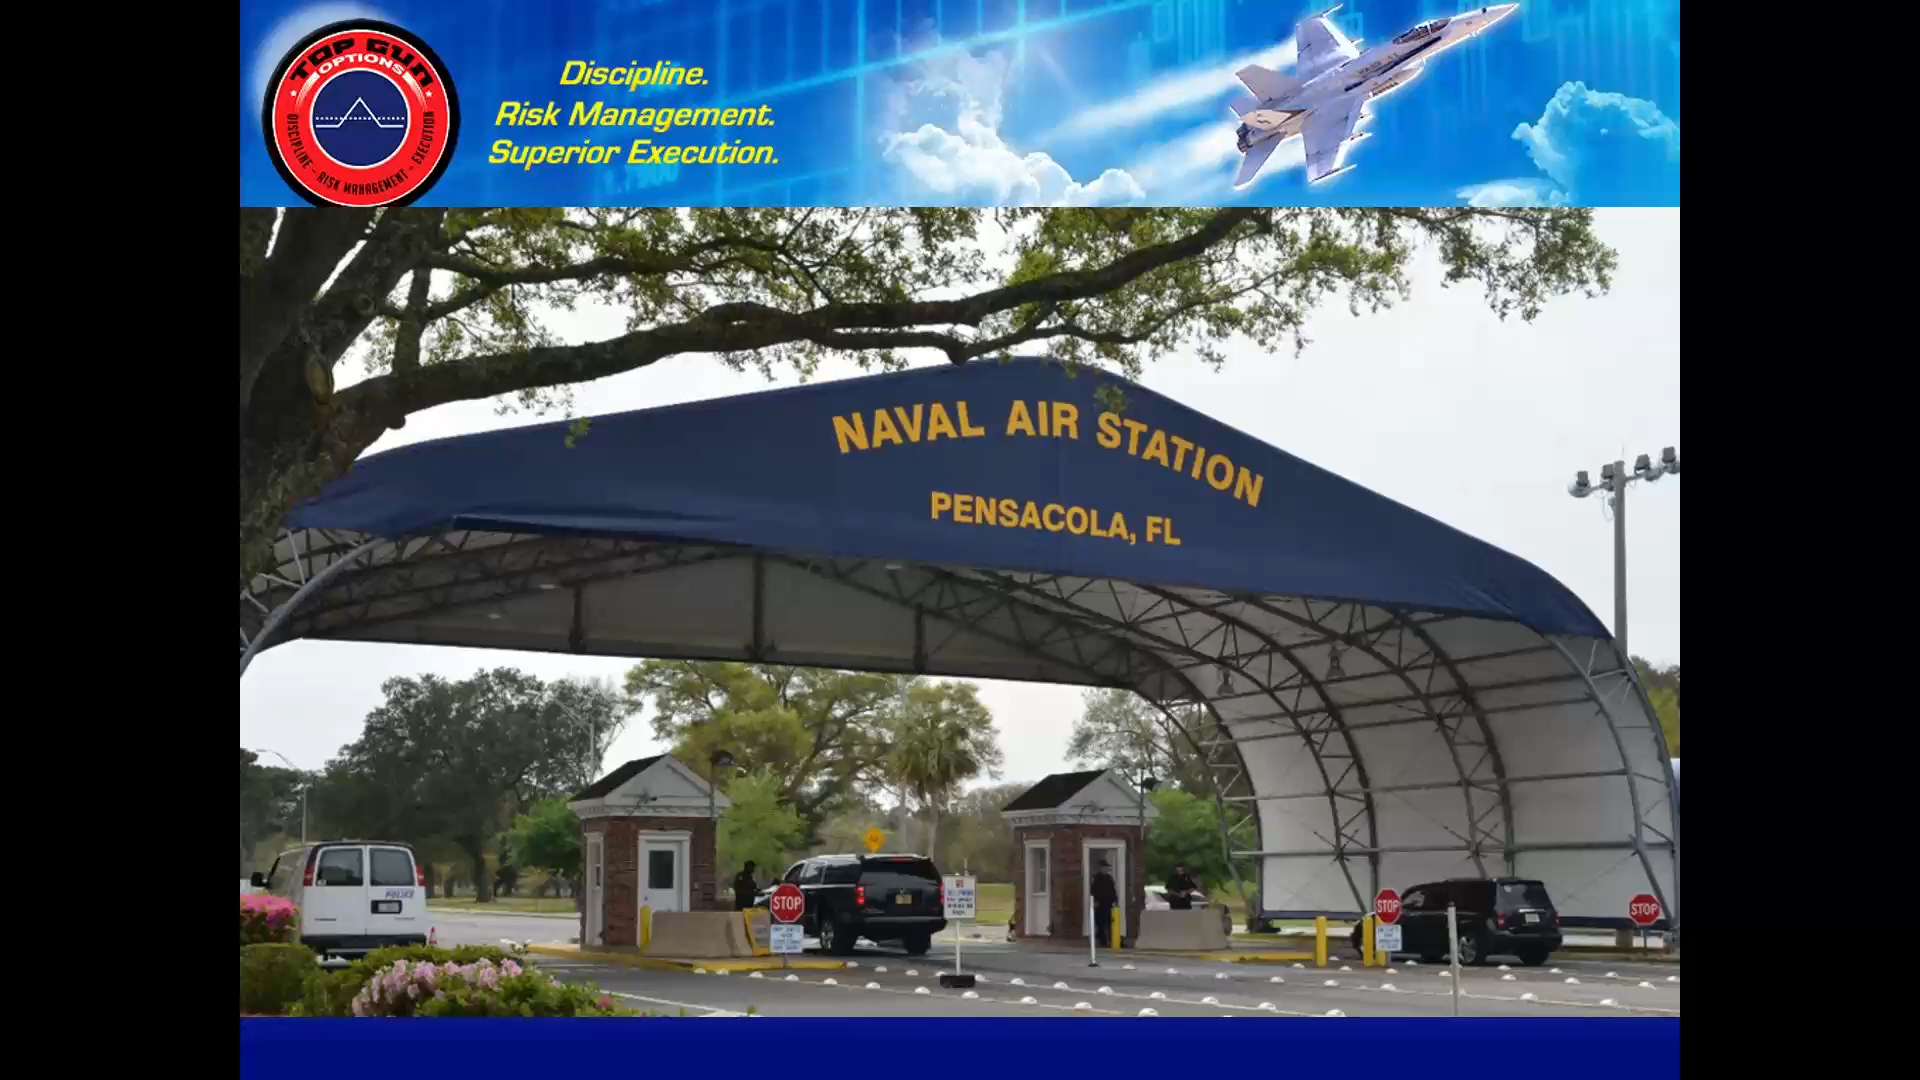 TOP GUN
OPTIONS
DISCIPLINE - RISK MANAGEMENT - EXECUTION
Discipline.
Risk Management.
Superior Execution.
NAVAL AIR STATION
PENSACOLA, FL
POLICE
STOP
STOP
STOP